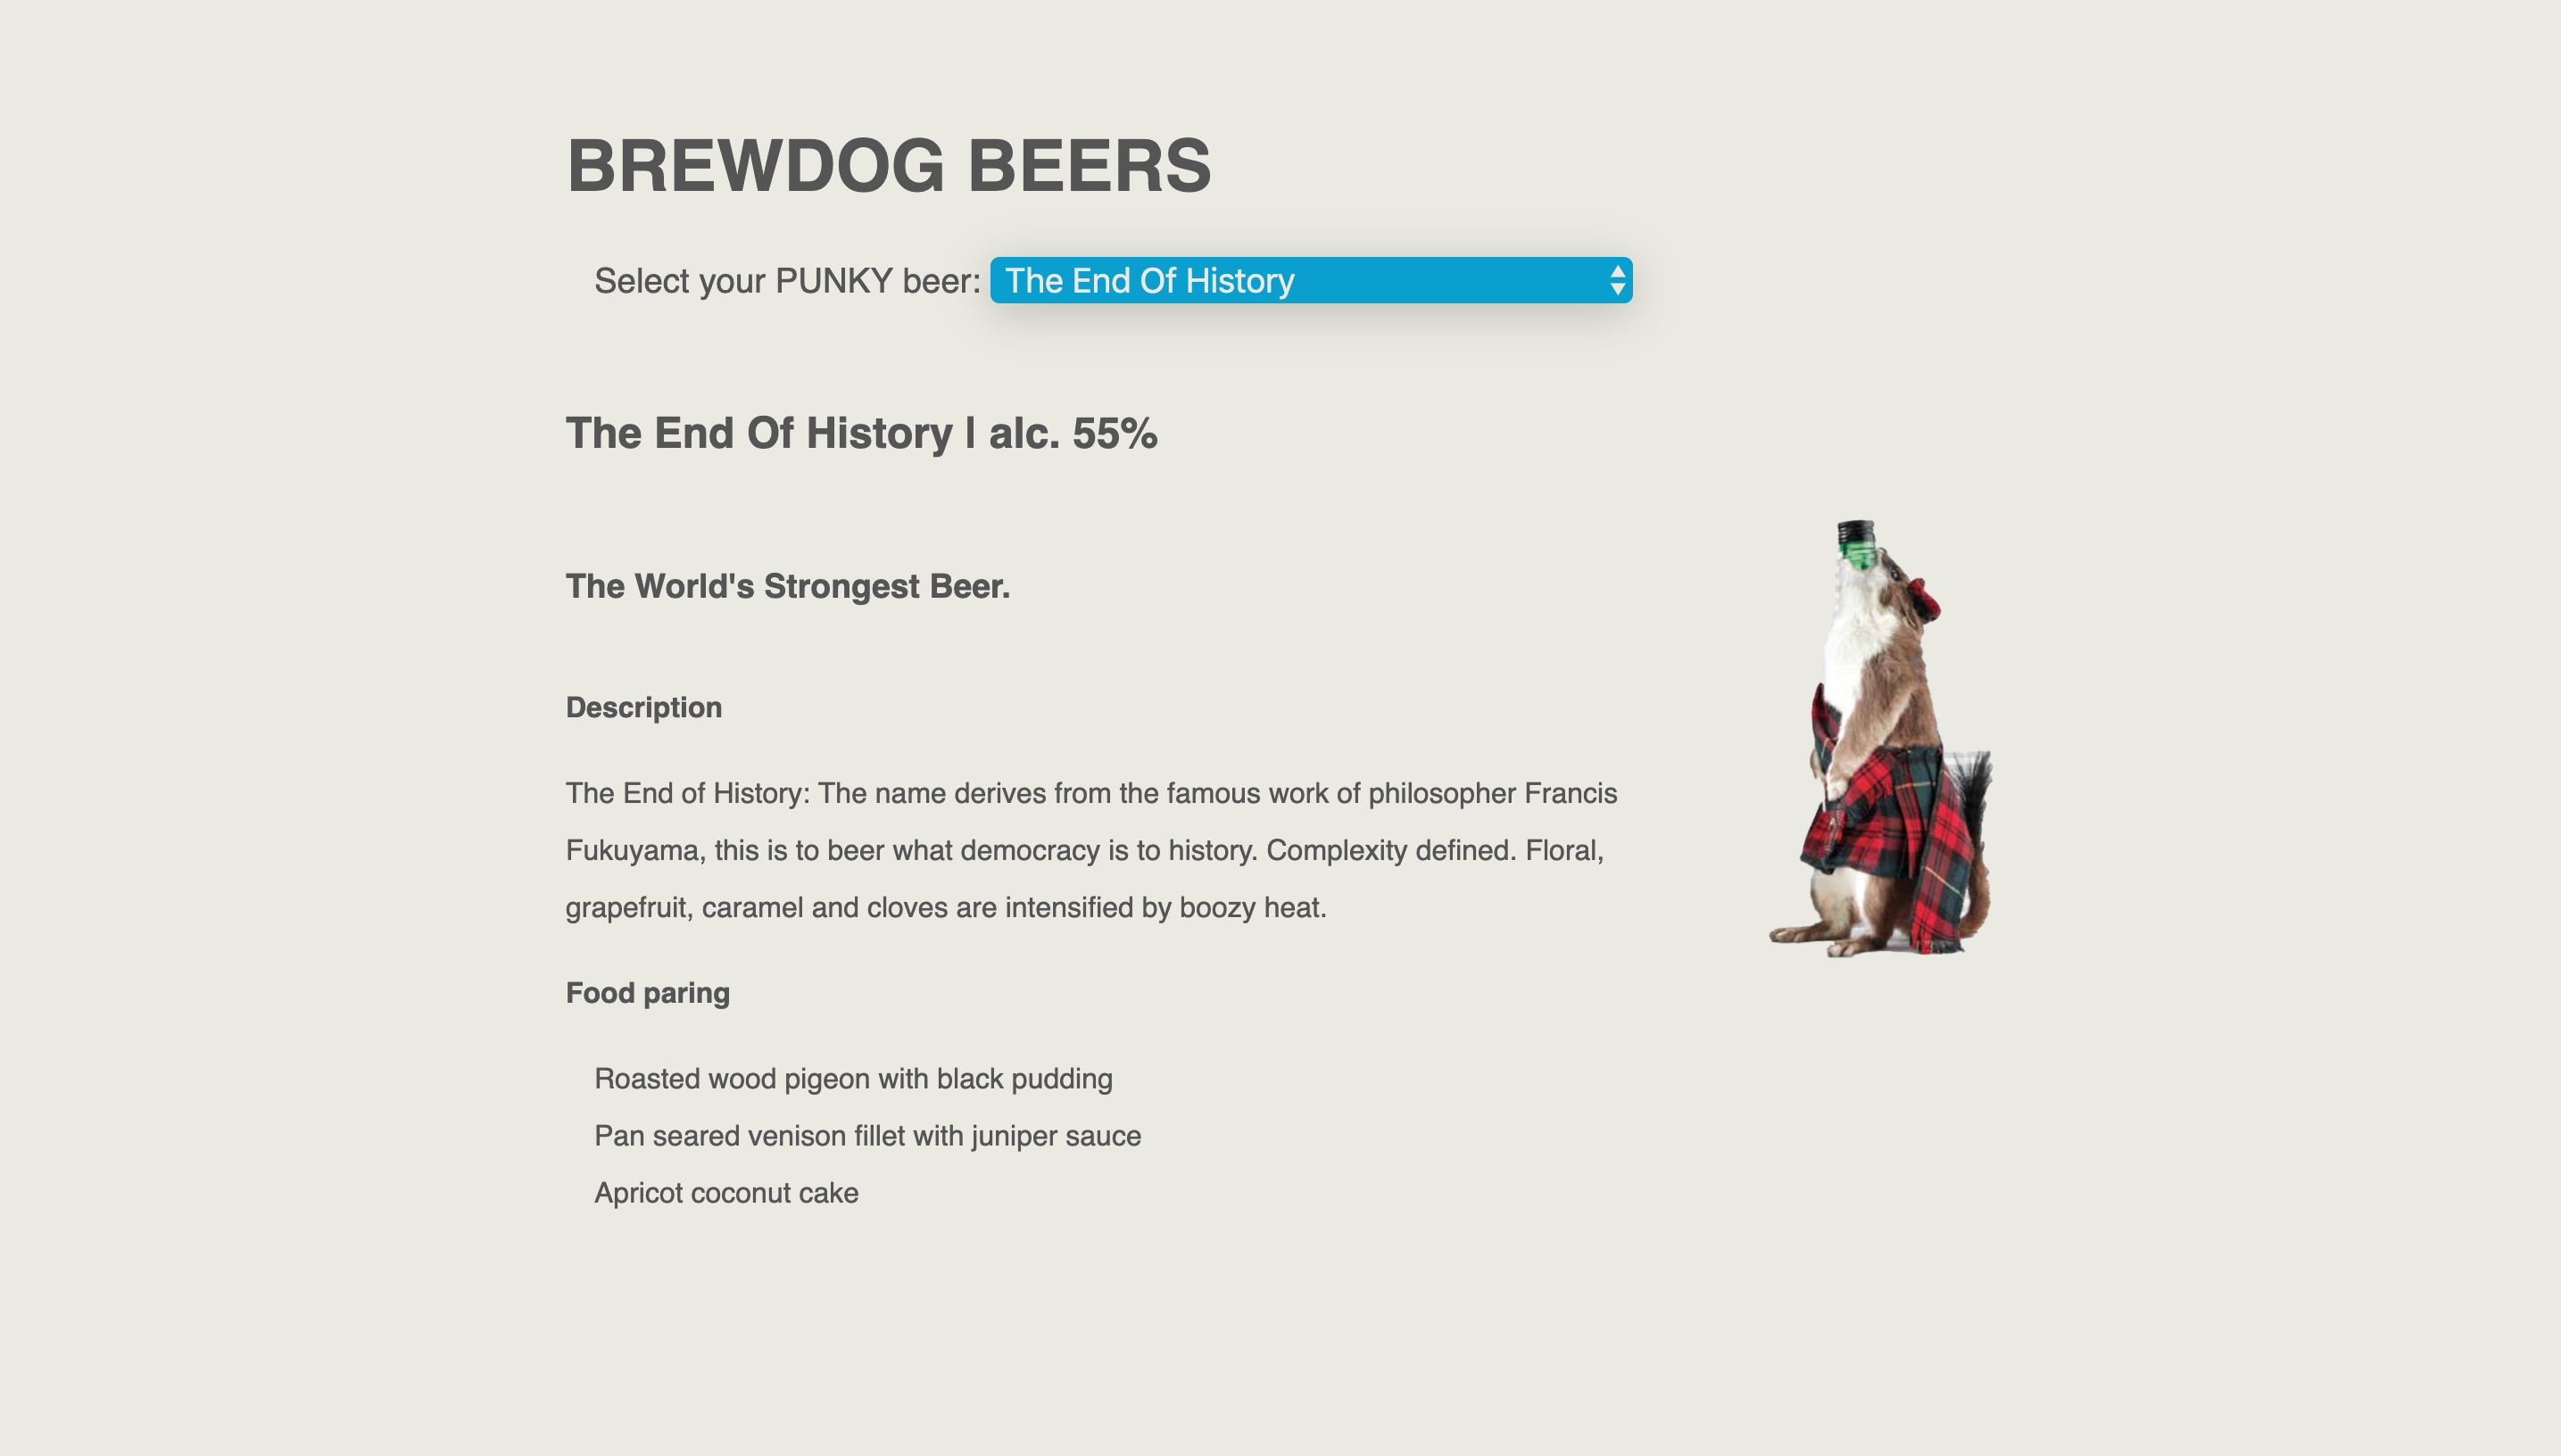 BREWDOG BEERS
Select your PUNKY beer: The End Of History
The End Of History | alc. 55%
The World's Strongest Beer.
Description
The End of History: The name derives from the famous work of philosopher Francis
Fukuyama, this is to beer what democracy is to history. Complexity defined. Floral,
grapefruit, caramel and cloves are intensified by boozy heat.
Food paring
Roasted wood pigeon with black pudding
Pan seared venison fillet with juniper sauce
Apricot coconut cake